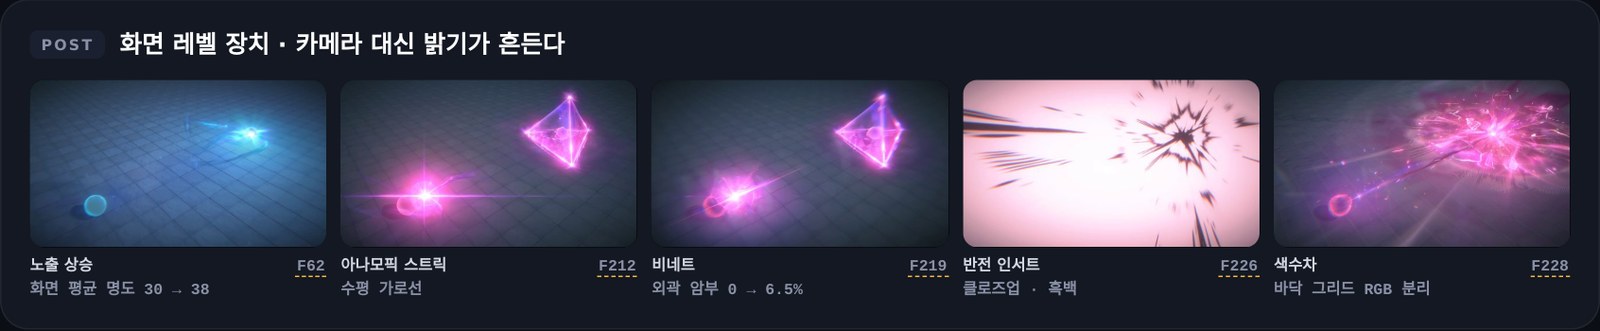 POST 화면 레벨 장치 · 카메라 대신 밝기가 흔든다
노출 상승 F62
화면 평균 명도 30 → 38
아나모픽 스트릭 F212
수평 가로선
비네트 F219
외곽 암부 0 → 6.5%
반전 인서트 F226
클로즈업 · 흑백
색수차 F228
바닥 그리드 RGB 분리